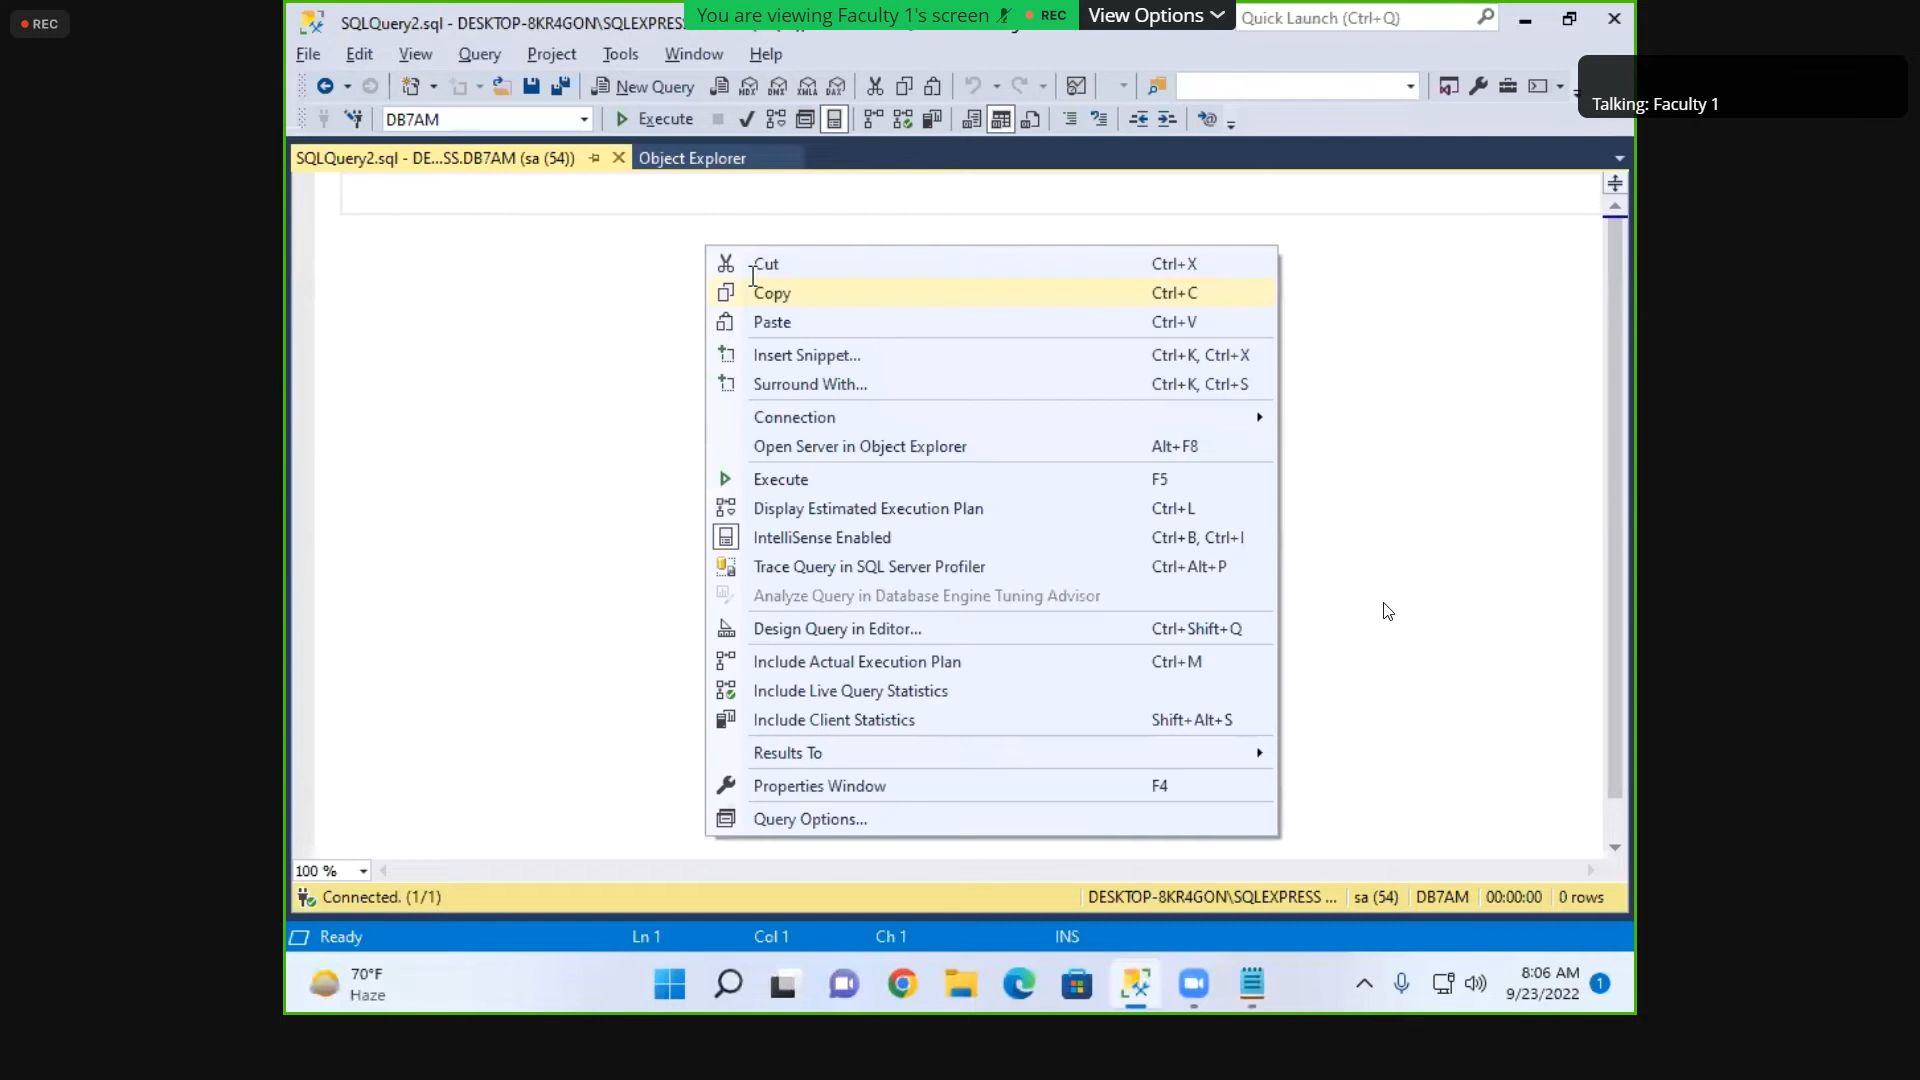 REC
SQLQuery2.sql - DESKTOP-8KR4GON\SQLEXPRESS
You are viewing Faculty 1's screen
REC
View Options
Quick Launch (Ctrl+Q)
File Edit View Query Project Tools Window Help
New Query
MDX DMX XMLA DAX
Talking: Faculty 1
DB7AM
Execute
SQLQuery2.sql - DE...SS.DB7AM (sa (54))
Object Explorer
Cut Ctrl+X
Copy Ctrl+C
Paste Ctrl+V
Insert Snippet... Ctrl+K, Ctrl+X
Surround With... Ctrl+K, Ctrl+S
Connection
Open Server in Object Explorer Alt+F8
Execute F5
Display Estimated Execution Plan Ctrl+L
IntelliSense Enabled Ctrl+B, Ctrl+I
Trace Query in SQL Server Profiler Ctrl+Alt+P
Analyze Query in Database Engine Tuning Advisor
Design Query in Editor... Ctrl+Shift+Q
Include Actual Execution Plan Ctrl+M
Include Live Query Statistics
Include Client Statistics Shift+Alt+S
Results To
Properties Window F4
Query Options...
100 %
Connected. (1/1)
DESKTOP-8KR4GON\SQLEXPRESS ... sa (54) DB7AM 00:00:00 0 rows
Ready Ln 1 Col 1 Ch 1 INS
70°F
Haze
8:06 AM
9/23/2022
1